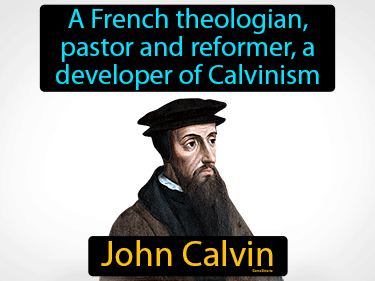 A French theologian,
pastor and reformer, a
developer of Calvinism
John Calvin